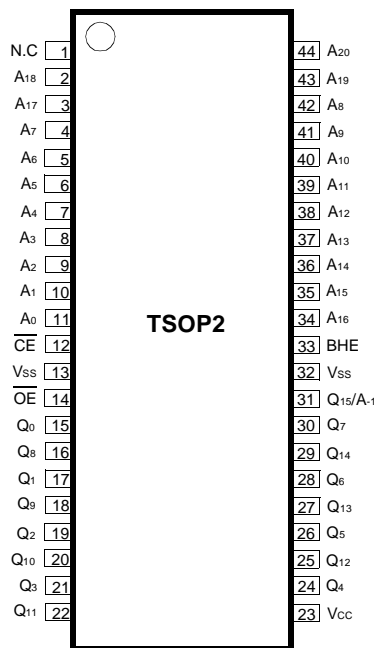 N.C 1 44 A20
A18 2 43 A19
A17 3 42 A8
A7 4 41 A9
A6 5 40 A10
A5 6 39 A11
A4 7 38 A12
A3 8 37 A13
A2 9 36 A14
A1 10 35 A15
A0 11 34 A16
TSOP2
CE 12 33 BHE
VSS 13 32 VSS
OE 14 31 Q15/A-1
Q0 15 30 Q7
Q8 16 29 Q14
Q1 17 28 Q6
Q9 18 27 Q13
Q2 19 26 Q5
Q10 20 25 Q12
Q3 21 24 Q4
Q11 22 23 VCC